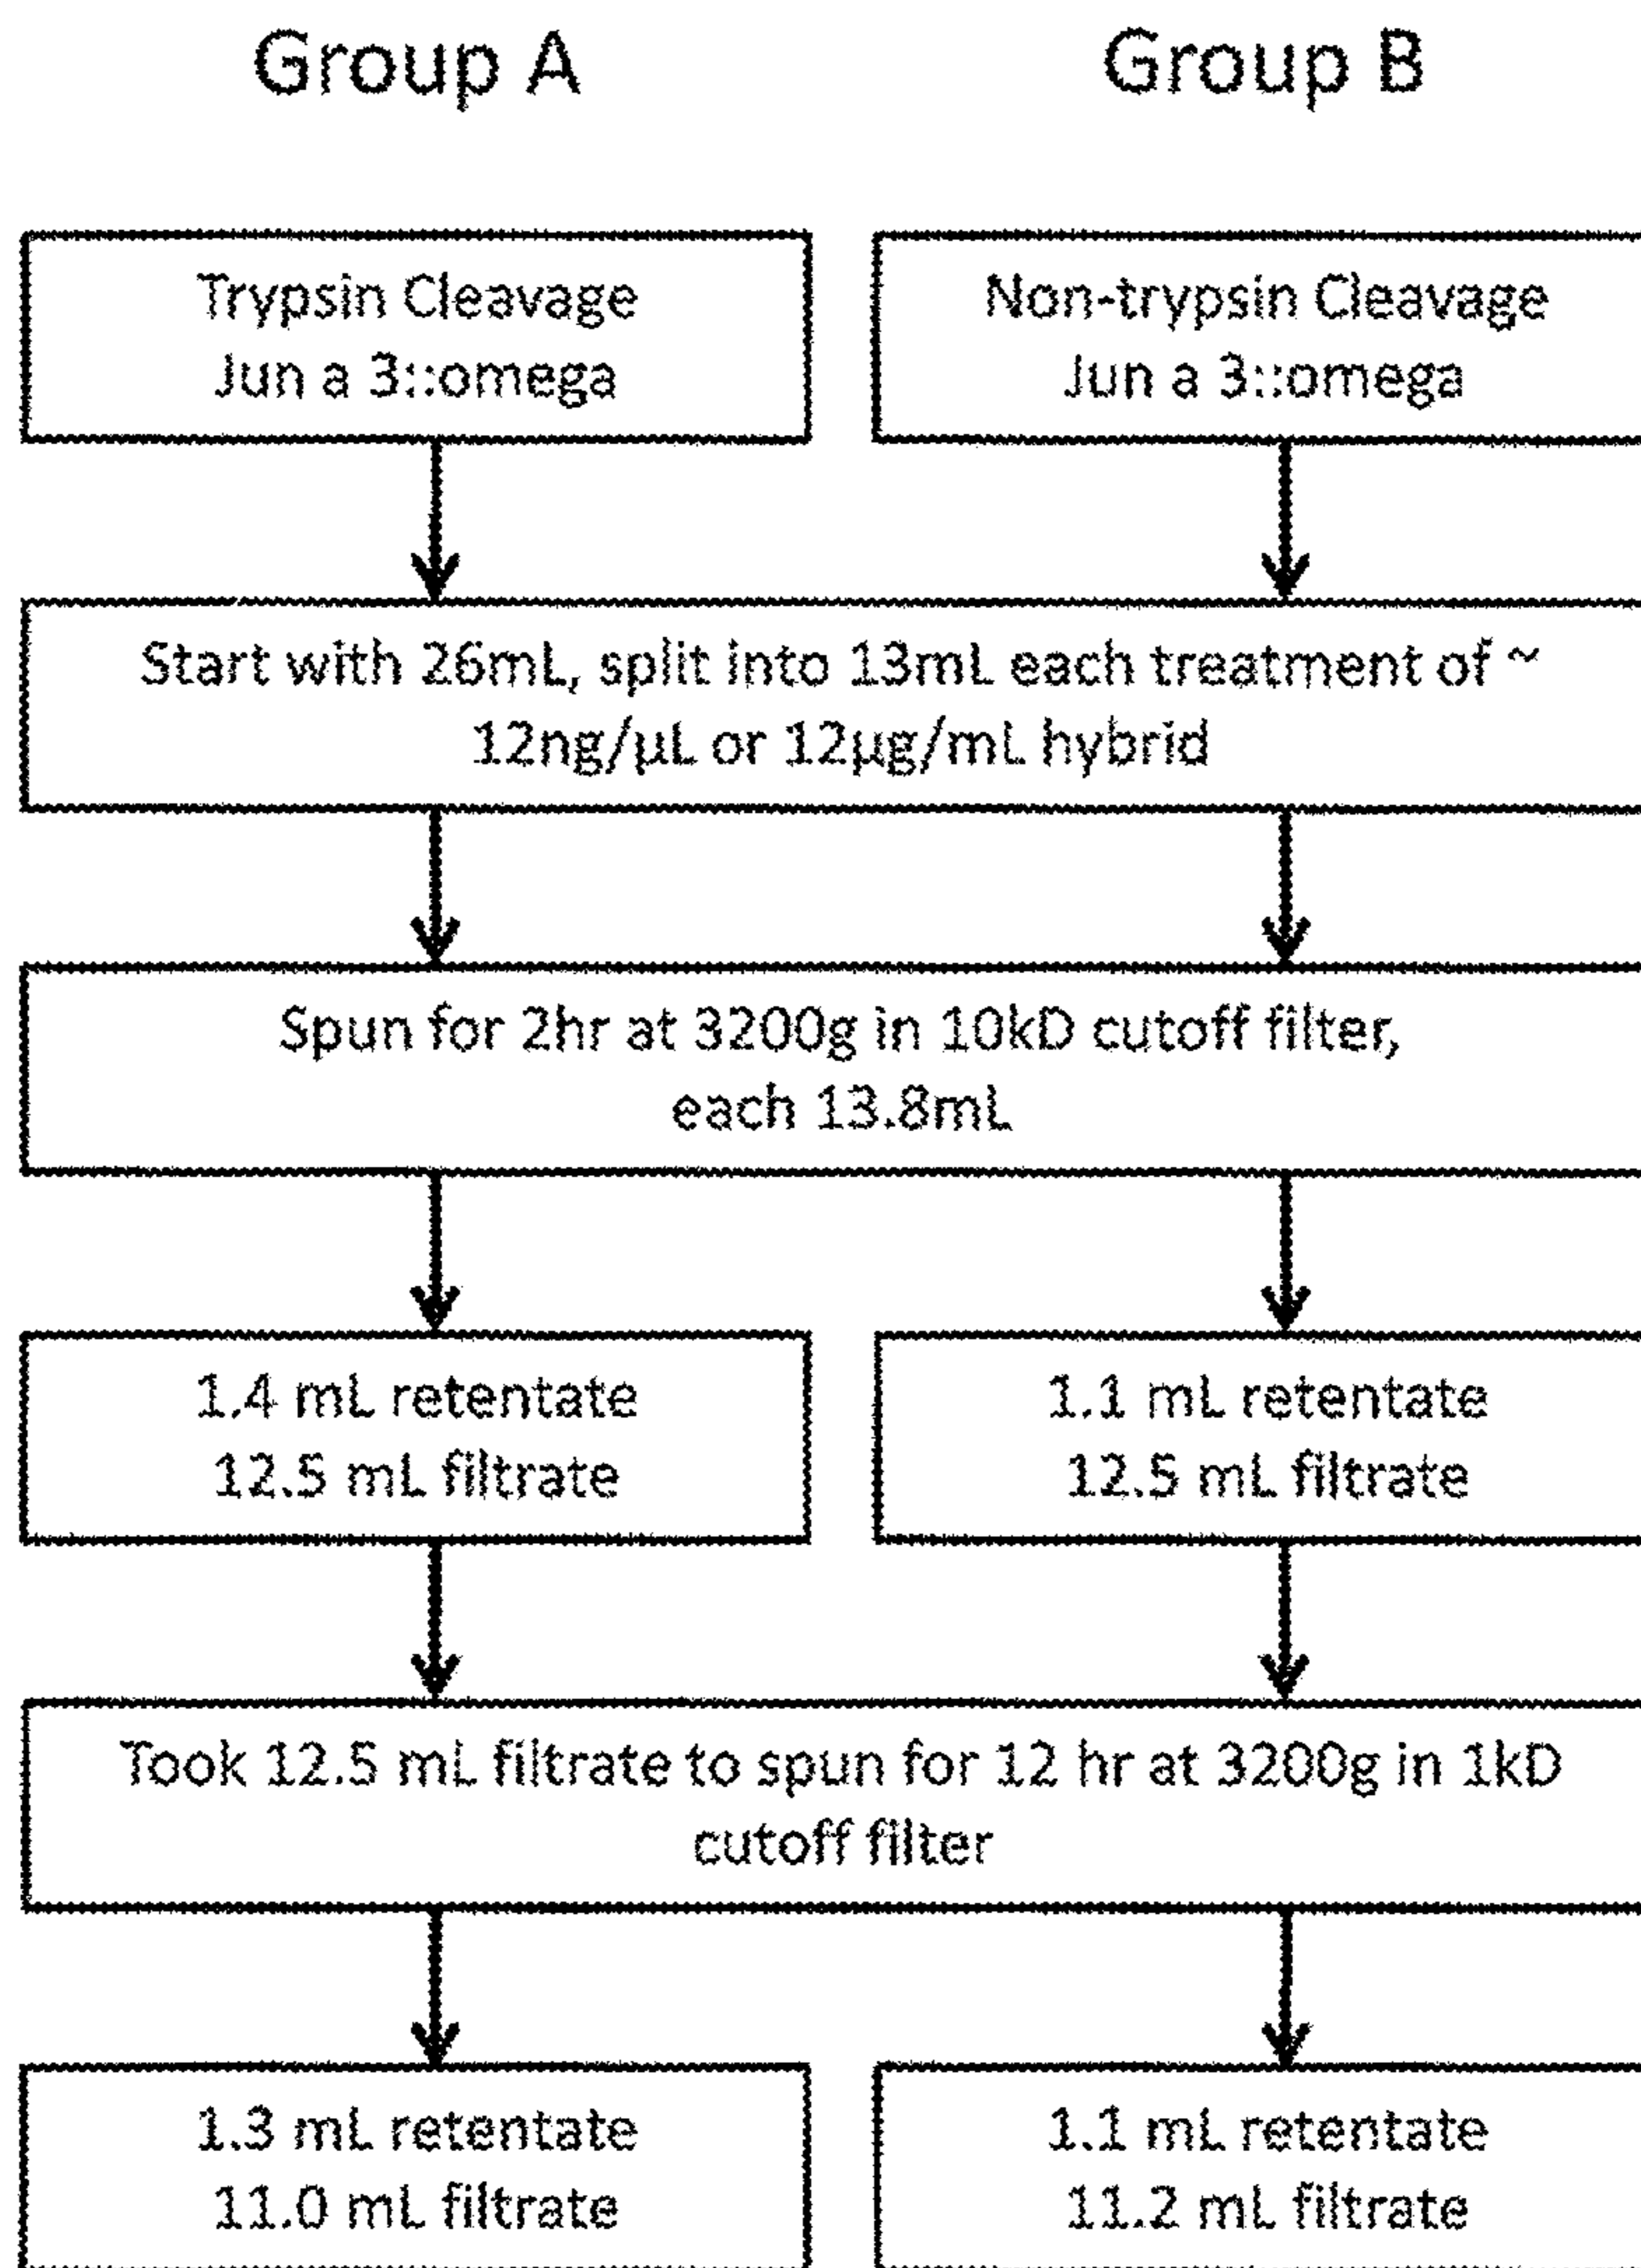 Group A
Group B
Trypsin Cleavage
Jun a 3::omega
Non-trypsin Cleavage
Jun a 3::omega
Start with 26mL, split into 13mL each treatment of ~
12ng/µL or 12µg/mL hybrid
Spun for 2hr at 3200g in 10kD cutoff filter,
each 13.8mL
1.4 mL retentate
12.5 mL filtrate
1.1 mL retentate
12.5 mL filtrate
Took 12.5 mL filtrate to spun for 12 hr at 3200g in 1kD
cutoff filter
1.3 mL retentate
11.0 mL filtrate
1.1 mL retentate
11.2 mL filtrate